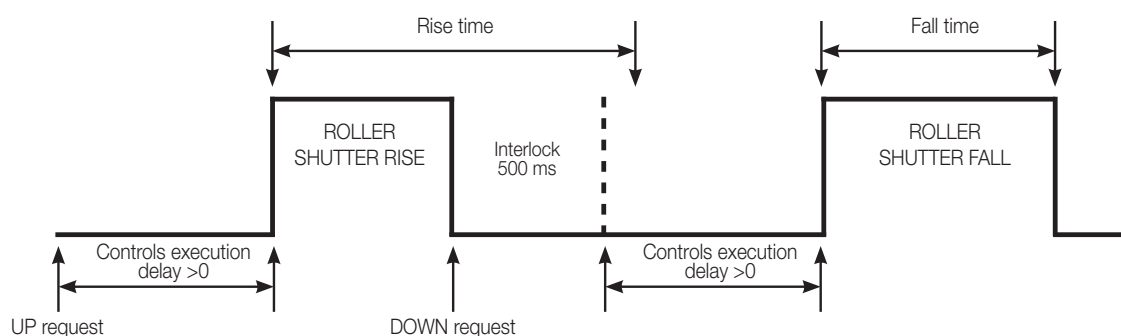 Rise time
Fall time
ROLLER
SHUTTER RISE
Interlock
500 ms
ROLLER
SHUTTER FALL
Controls execution
delay >0
Controls execution
delay >0
UP request
DOWN request